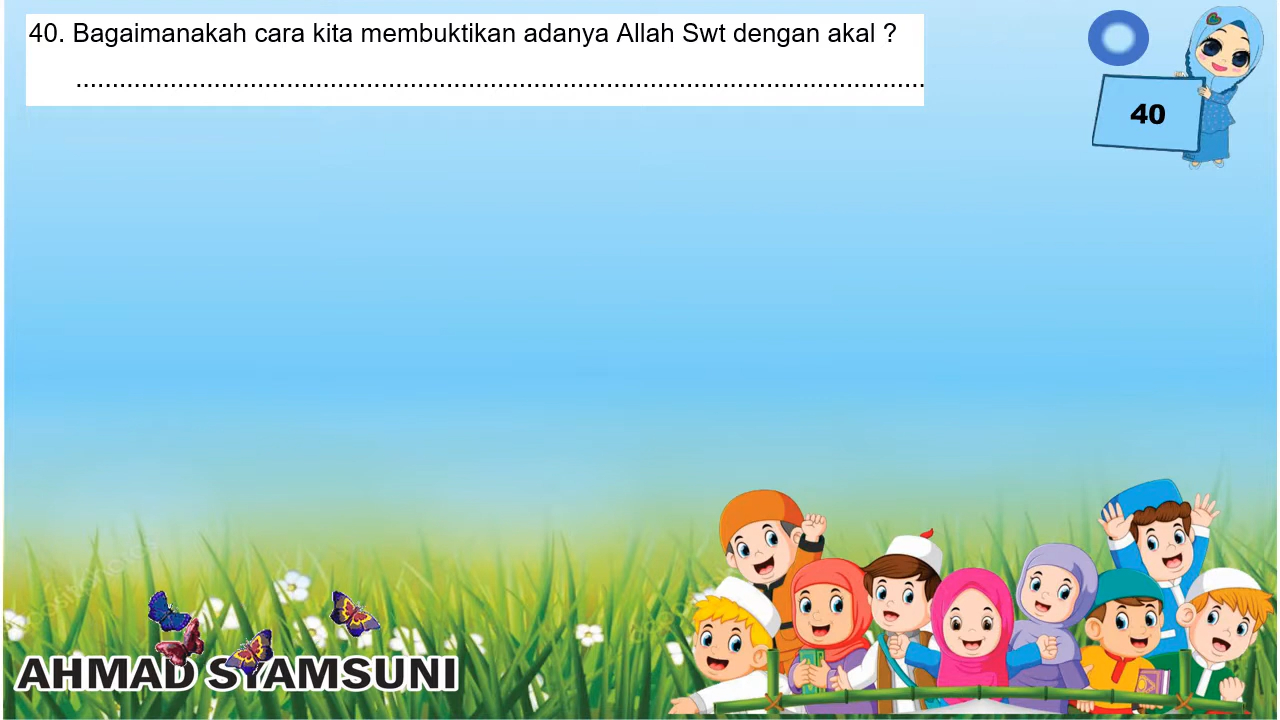 40. Bagaimanakah cara kita membuktikan adanya Allah Swt dengan akal ?
.....................................................................................................................
40
AHMAD SYAMSUNI